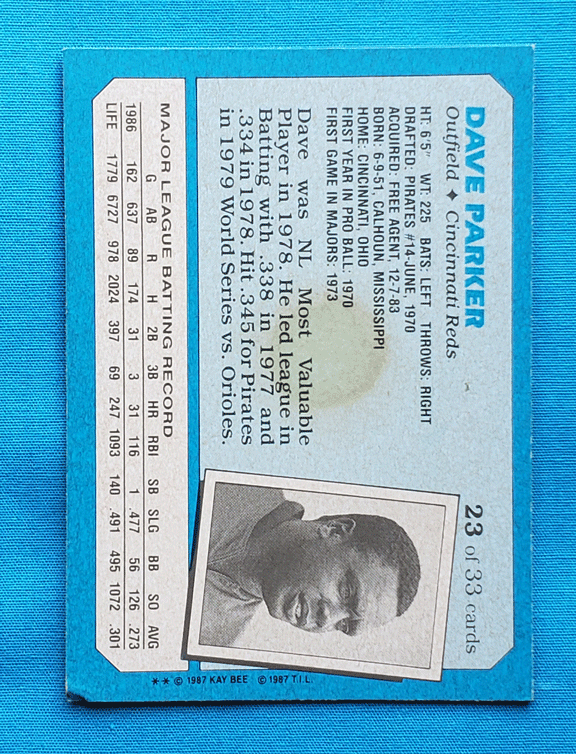 DAVE PARKER
Outfield ♦ Cincinnati Reds
23 of 33 cards
HT: 6'5" WT: 225 BATS: LEFT THROWS: RIGHT
DRAFTED: PIRATES #14-JUNE, 1970
ACQUIRED: FREE AGENT, 12-7-83
BORN: 6-9-51, CALHOUN, MISSISSIPPI
HOME: CINCINNATI, OHIO
FIRST YEAR IN PRO BALL: 1970
FIRST GAME IN MAJORS: 1973
Dave was NL Most Valuable
Player in 1978. He led league in
Batting with .338 in 1977 and
.334 in 1978. Hit .345 for Pirates
in 1979 World Series vs. Orioles.
MAJOR LEAGUE BATTING RECORD
G AB R H 2B 3B HR RBI SB SLG BB SO AVG
1986 162 637 89 174 31 3 31 116 1 .477 56 126 .273
LIFE 1779 6727 978 2024 397 69 247 1093 140 .491 495 1072 .301
** © 1987 KAY BEE © 1987 T.I.L.